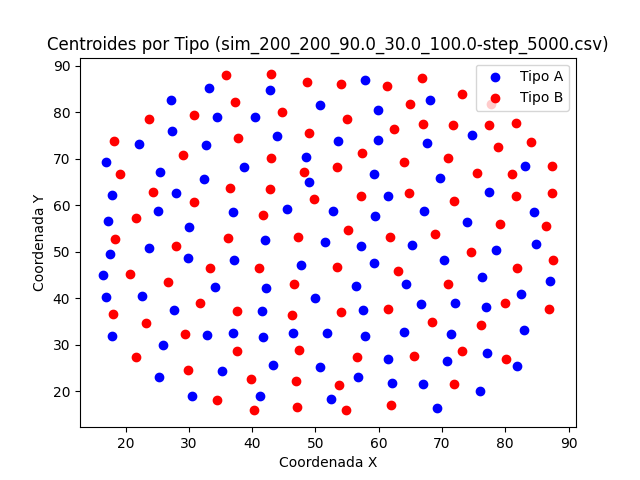 Centroides por Tipo (sim_200_200_90.0_30.0_100.0-step_5000.csv)
90
80
70
60
50
40
30
20
Coordenada Y
Tipo A
Tipo B
20 30 40 50 60 70 80 90
Coordenada X